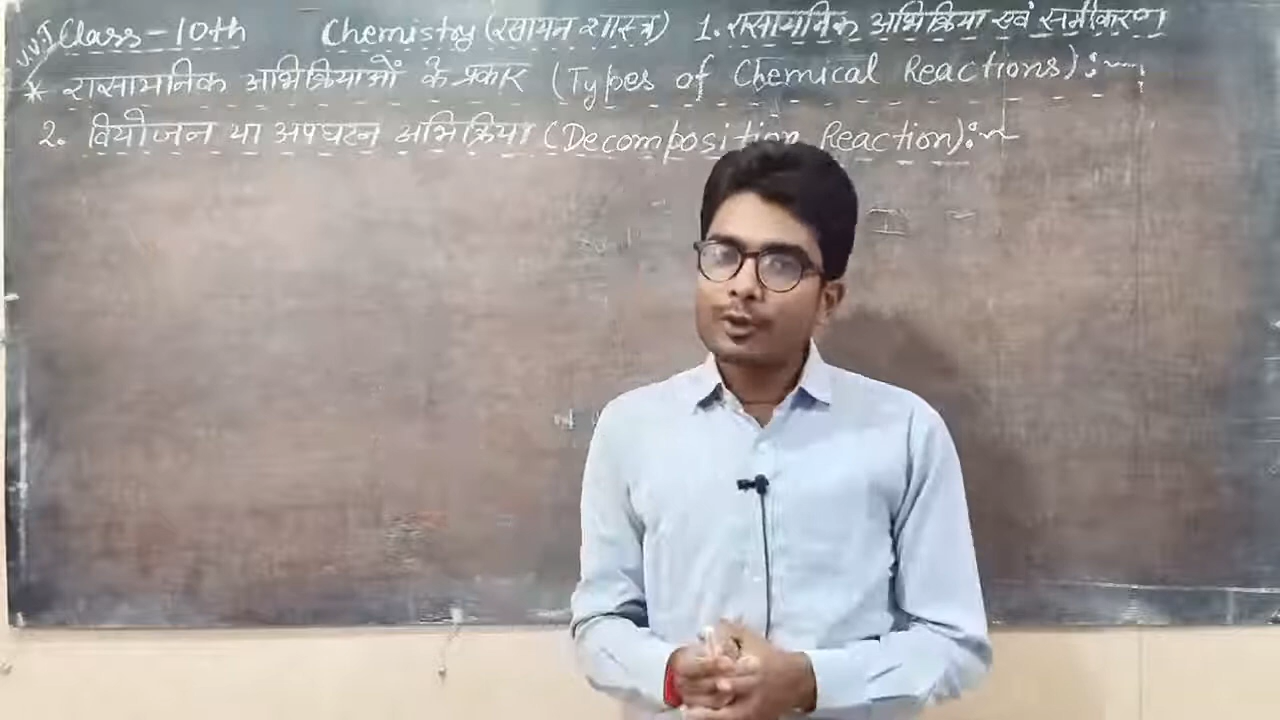 VVI Class-10th Chemistry (रसायन शास्त्र) 1. रासायनिक अभिक्रिया एवं समीकरण
* रासायनिक अभिक्रियाओं के प्रकार (Types of Chemical Reactions):~
2. वियोजन या अपघटन अभिक्रिया (Decomposition Reaction):~